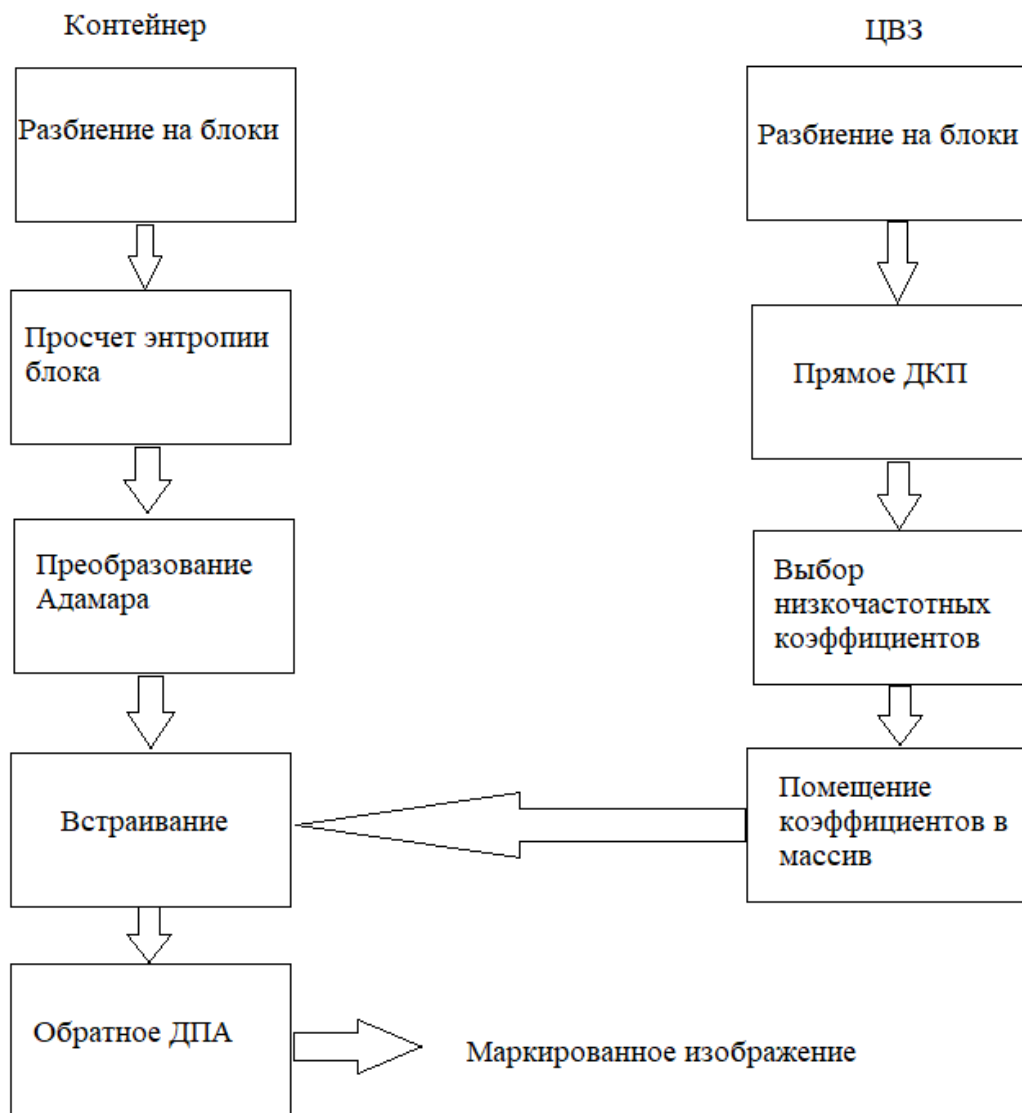 Контейнер
ЦВЗ
Разбиение на блоки
Разбиение на блоки
Просчет энтропии
блока
Прямое ДКП
Преобразование
Адамара
Выбор
низкочастотных
коэффициентов
Встраивание
Помещение
коэффициентов в
массив
Обратное ДПА
Маркированное изображение